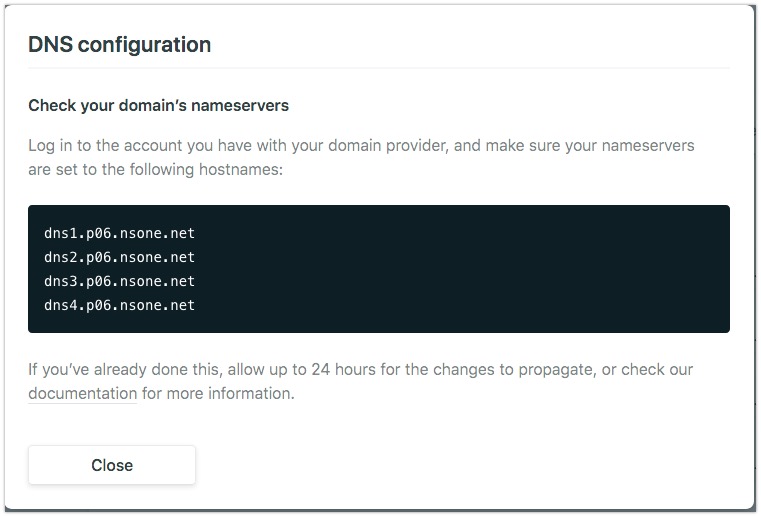 DNS configuration
Check your domain’s nameservers
Log in to the account you have with your domain provider, and make sure your nameservers
are set to the following hostnames:
dns1.p06.nsone.net
dns2.p06.nsone.net
dns3.p06.nsone.net
dns4.p06.nsone.net
If you’ve already done this, allow up to 24 hours for the changes to propagate, or check our
documentation for more information.
Close